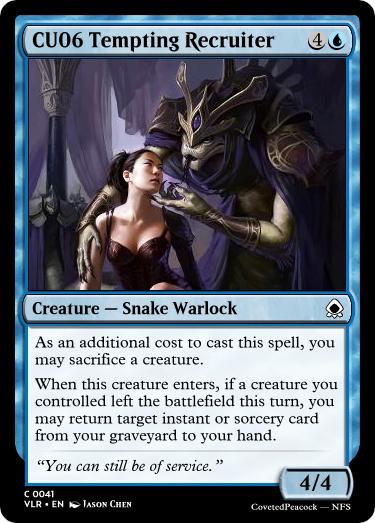 CU06 Tempting Recruiter 4
Creature — Snake Warlock
As an additional cost to cast this spell, you
may sacrifice a creature.
When this creature enters, if a creature you
controlled left the battlefield this turn, you
may return target instant or sorcery card
from your graveyard to your hand.
“You can still be of service.”
4/4
C 0041
VLR • EN Jason Chen
CovetedPeacock — NFS